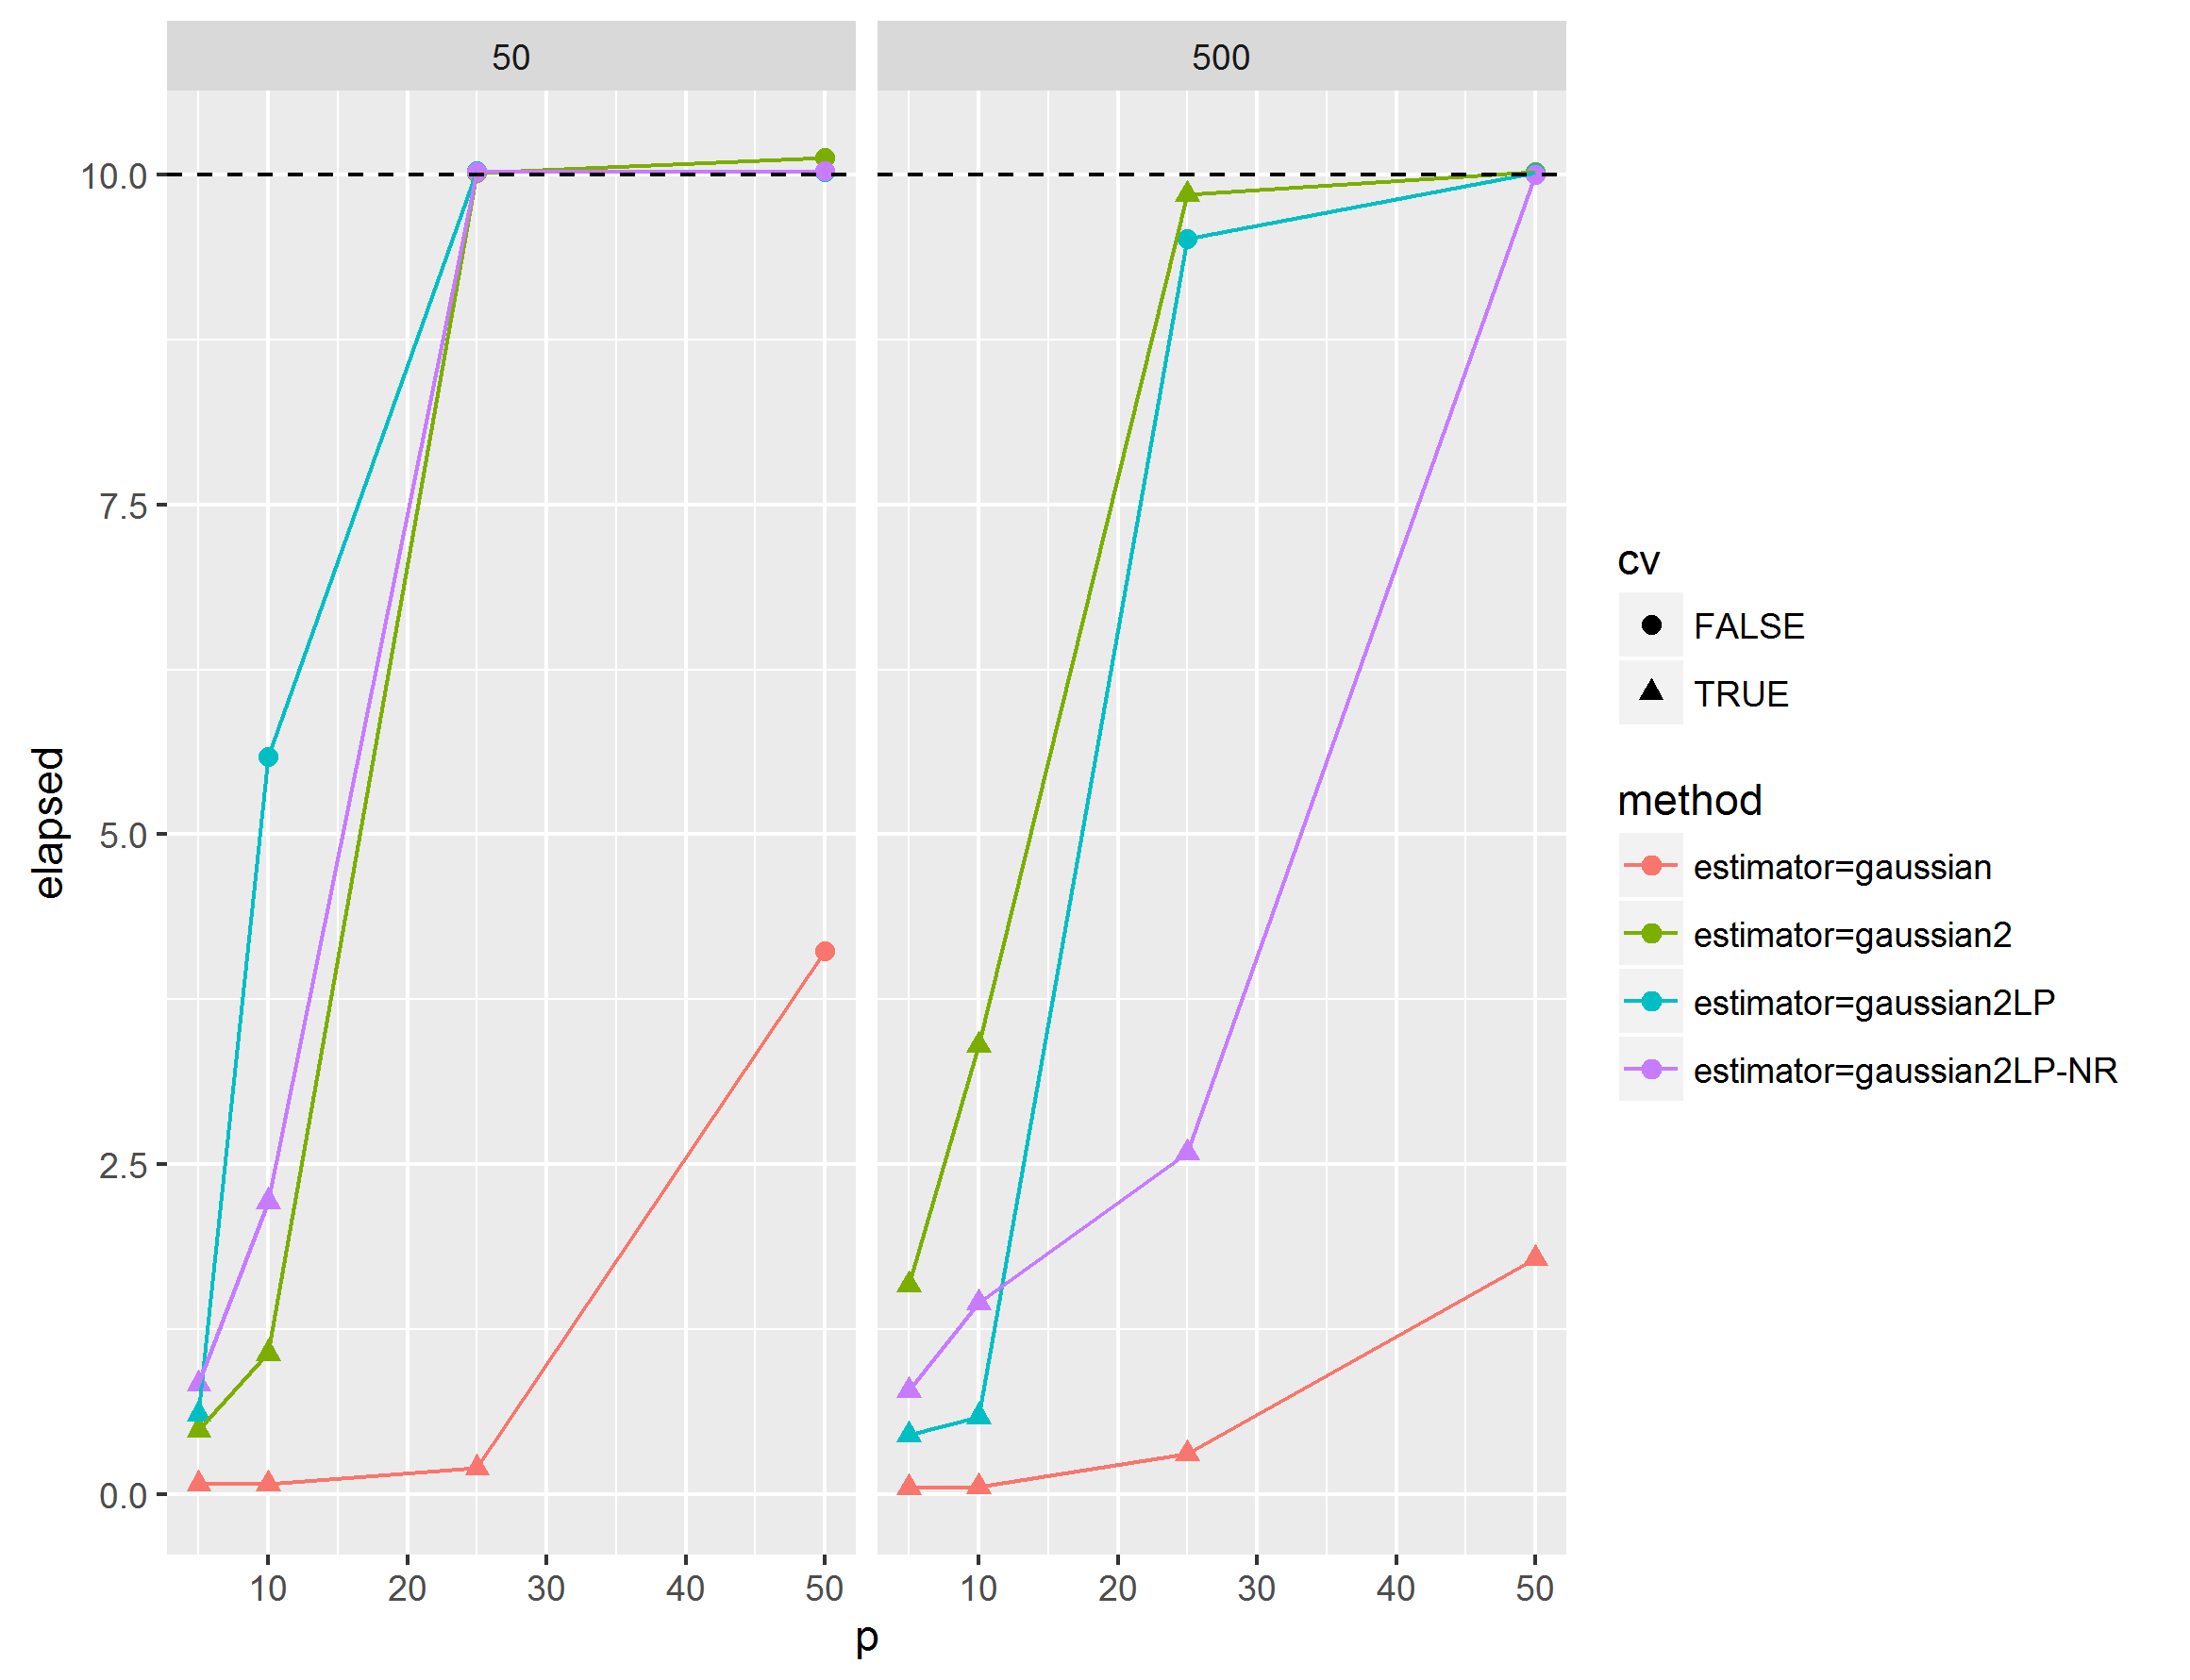 50
500
10.0
7.5
5.0
2.5
0.0
elapsed
10 20 30 40 50
10 20 30 40 50
p
cv
FALSE
TRUE
method
estimator=gaussian
estimator=gaussian2
estimator=gaussian2LP
estimator=gaussian2LP-NR